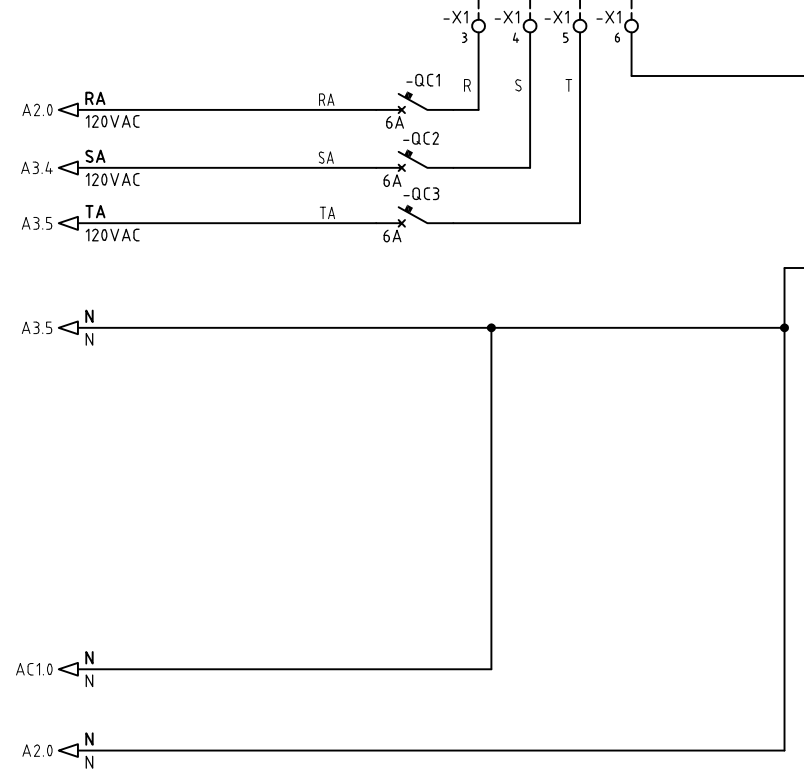 -X1 -X1 -X1 -X1
3 4 5 6
-QC1 R S T
A2.0 RA RA
120VAC 6A
-QC2
A3.4 SA SA
120VAC 6A
-QC3
A3.5 TA TA
120VAC 6A
N
A3.5
N
N
AC1.0
N
N
A2.0
N